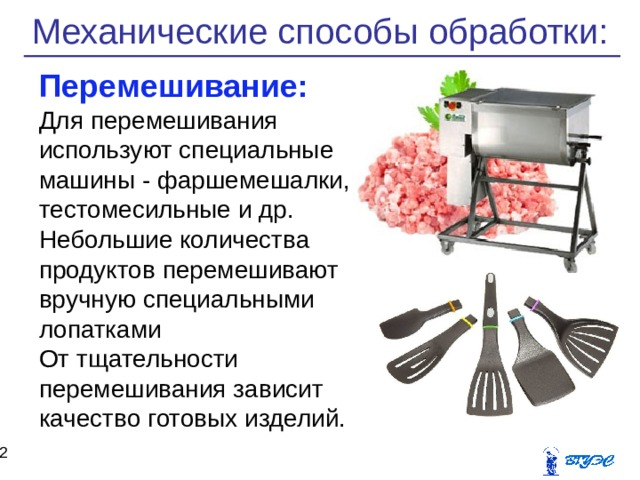 Механические способы обработки:
Перемешивание:
Для перемешивания
используют специальные
машины - фаршемешалки,
тестомесильные и др.
Небольшие количества
продуктов перемешивают
вручную специальными
лопатками
От тщательности
перемешивания зависит
качество готовых изделий.
2
ВГУЭС